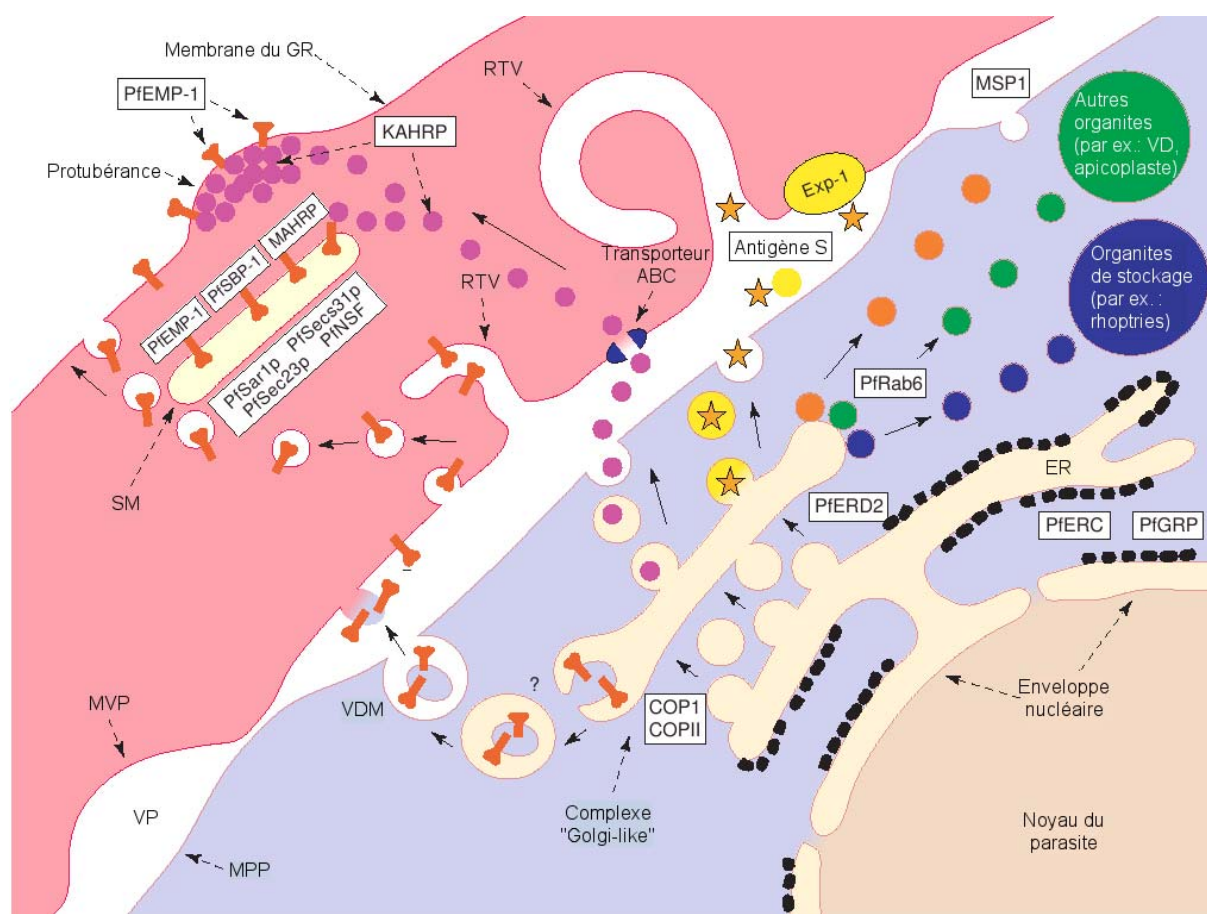 Membrane du GR
PfEMP-1
RTV
KAHRP
Protubérance
MSP1
Autres
organites
(par ex.: VD,
apicoplaste)
Exp-1
MAHRP
PfSBP-1
PfEMP-1
Antigène S
Transporteur
ABC
RTV
Organites
de stockage
(par ex. :
rhoptries)
PfSar1p PfSecs31p
PfSec23p PfNSF
PfRab6
SM
ER
PfERD2
PfERC
PfGRP
?
VDM
COP1
COPII
Enveloppe
nucléaire
MVP
VP
MPP
Complexe
"Golgi-like"
Noyau du
parasite